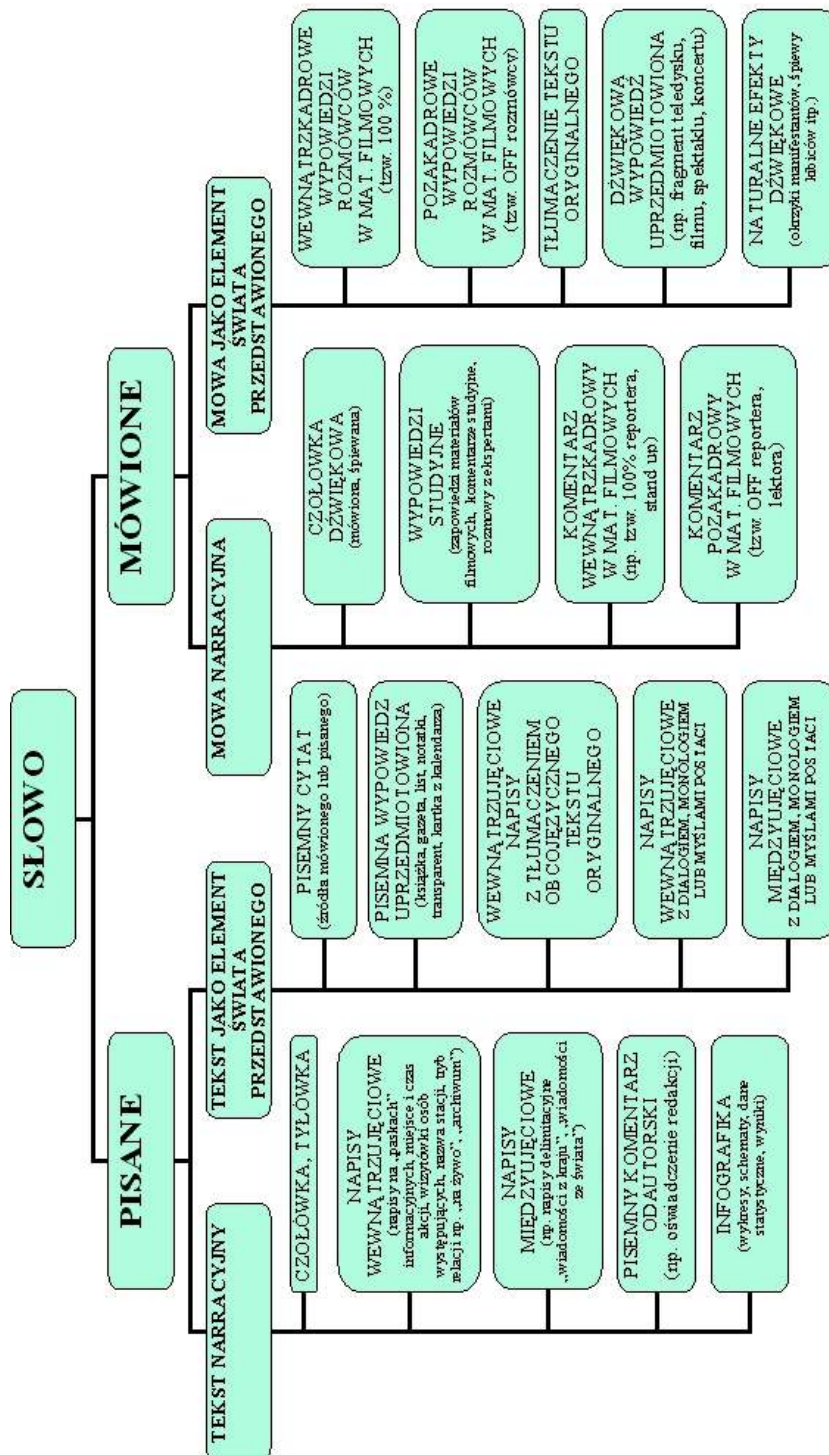 SŁOWO
PISANE
MÓWIONE
TEKST NARRACYJNY
TEKST JAKO ELEMENT
ŚWIATA
PRZEDSTAWIONEGO
MOWA NARRACYJNA
MOWA JAKO ELEMENT
ŚWIATA
PRZEDSTAWIONEGO
CZOŁÓWKA, TYŁÓWKA
NAPISY
WEWNĄTRZUJĘCIOWE
(napisy na „paskach”
informacyjnych, miejsce i czas
akcji, wizytówki osób
występujących, nazwa stacji, tryb
relacji np. „na żywo”, „archiwum”)
NAPISY
MIĘDZYUJĘCIOWE
(np. napisy delimitacyjne
„wiadomości z kraju”, „wiadomości
ze świata”)
PISEMNY KOMENTARZ
ODAUTORSKI
(np. oświadczenie redakcji)
INFOGRAFIKA
(wykresy, schematy, dane
statystyczne, wyniki)
PISEMNY CYTAT
(źródła mówionego lub pisanego)
PISEMNA WYPOWIEDŹ
UPRZEDMIOTOWIONA
(książka, gazeta, list, notatki,
transparent, kartka z kalendarza)
WEWNĄTRZUJĘCIOWE
NAPISY
Z TŁUMACZENIEM
OBCOJĘZYCZNEGO
TEKSTU
ORYGINALNEGO
NAPISY
WEWNĄTRZUJĘCIOWE
Z DIALOGIEM, MONOLOGIEM
LUB MYŚLAMI POSTACI
NAPISY
MIĘDZYUJĘCIOWE
Z DIALOGIEM, MONOLOGIEM
LUB MYŚLAMI POSTACI
CZOŁÓWKA
DŹWIĘKOWA
(mówiona, śpiewana)
WYPOWIEDZI
STUDYJNE
(zapowiedzi materiałów
filmowych, komentarze studyjne,
rozmowy z ekspertami)
KOMENTARZ
WEWNĄTRZKADROWY
W MAT. FILMOWYCH
(np. tzw. 100% reportera,
stand up)
KOMENTARZ
POZAKADROWY
W MAT. FILMOWYCH
(tzw. OFF reportera,
lektora)
WEWNĄTRZKADROWE
WYPOWIEDZI
ROZMÓWCÓW
W MAT. FILMOWYCH
(tzw. 100 %)
POZAKADROWE
WYPOWIEDZI
ROZMÓWCÓW
W MAT. FILMOWYCH
(tzw. OFF rozmówcy)
TŁUMACZENIE TEKSTU
ORYGINALNEGO
DŹWIĘKOWA
WYPOWIEDŹ
UPRZEDMIOTOWIONA
(np. fragment teledysku,
filmu, spektaklu, koncertu)
NATURALNE EFEKTY
DŹWIĘKOWE
(okrzyki manifestantów, śpiewy
kibiców itp.)